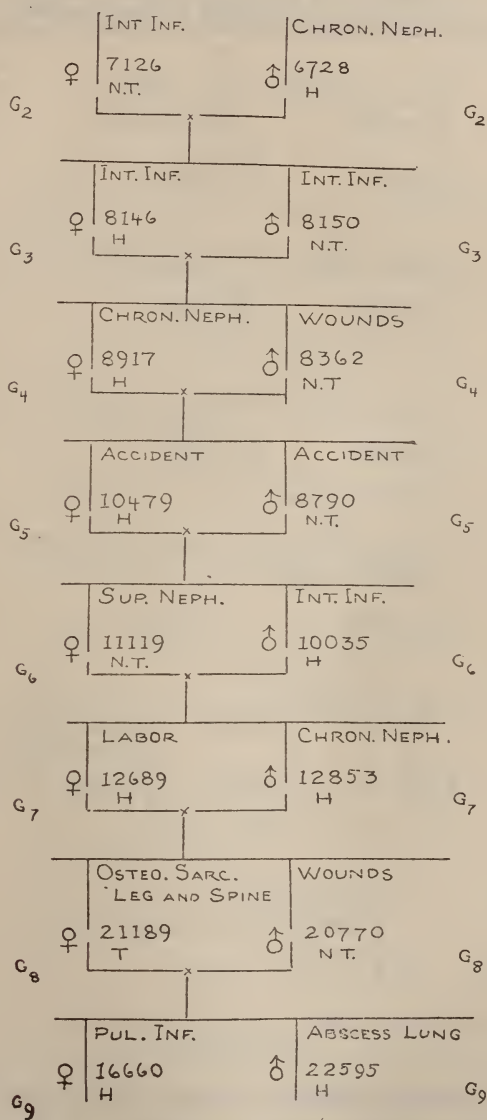 INT INF. CHRON. NEPH.
♀ 7126 ♂ 6728
N.T. H
G2 G2
INT. INF. INT. INF.
♀ 8146 ♂ 8150
H N.T.
G3 G3
CHRON. NEPH. WOUNDS
♀ 8917 ♂ 8362
H N.T
G4 G4
ACCIDENT ACCIDENT
♀ 10479 ♂ 8790
H N.T.
G5 G5
SUP. NEPH. INT. INF.
♀ 11119 ♂ 10035
N.T. H
G6 G6
LABOR CHRON. NEPH.
♀ 12689 ♂ 12853
H H
G7 G7
OSTEO. SARC. WOUNDS
LEG AND SPINE
♀ 21189 ♂ 20770
T N T.
G8 G8
PUL. INF. ABSCESS LUNG
♀ 16660 ♂ 22595
H H
G9 G9